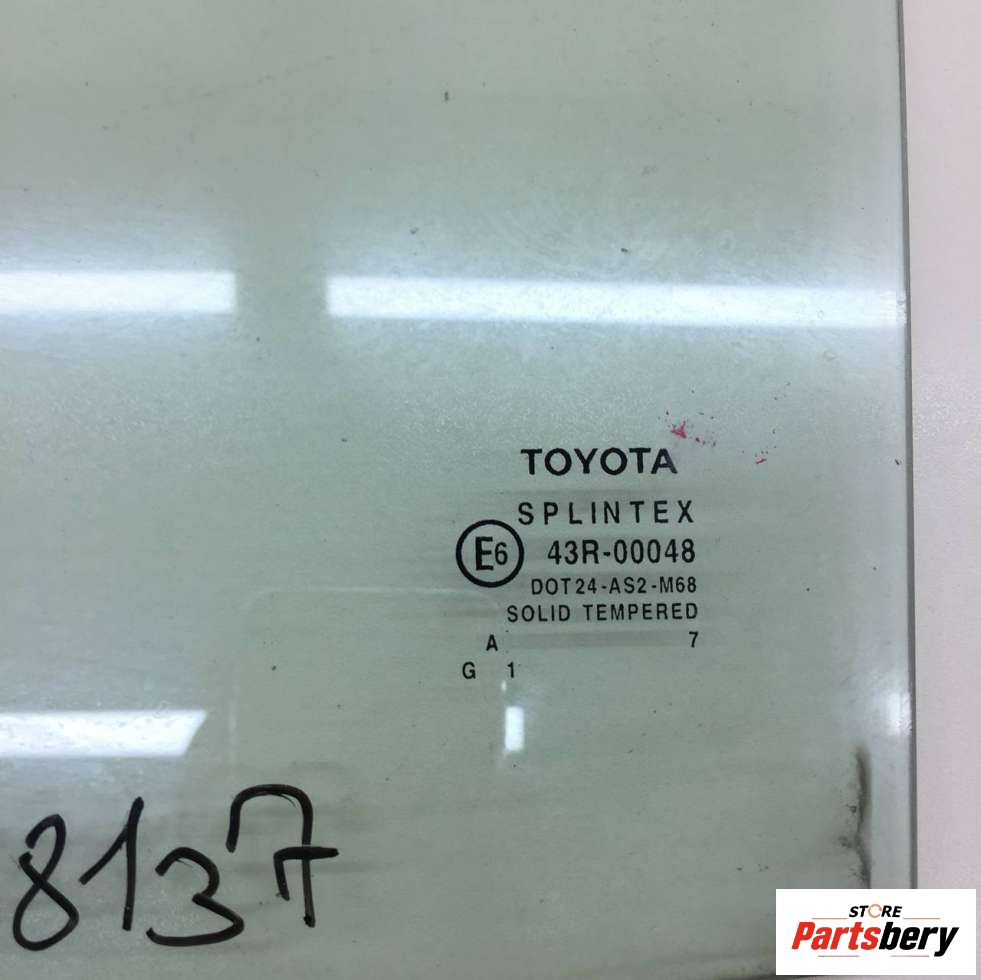 TOYOTA
SPLINTEX
E6 43R-00048
DOT24-AS2-M68
SOLID TEMPERED
A 7
G 1
8137
STORE
Partsbery